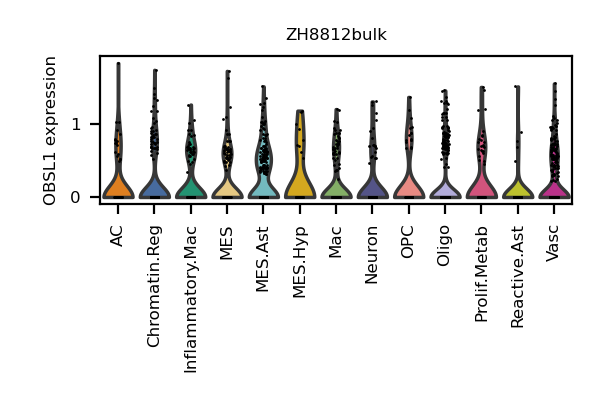 ZH8812bulk
OBSL1 expression
1
0
AC
Chromatin.Reg
Inflammatory.Mac
MES
MES.Ast
MES.Hyp
Mac
Neuron
OPC
Oligo
Prolif.Metab
Reactive.Ast
Vasc